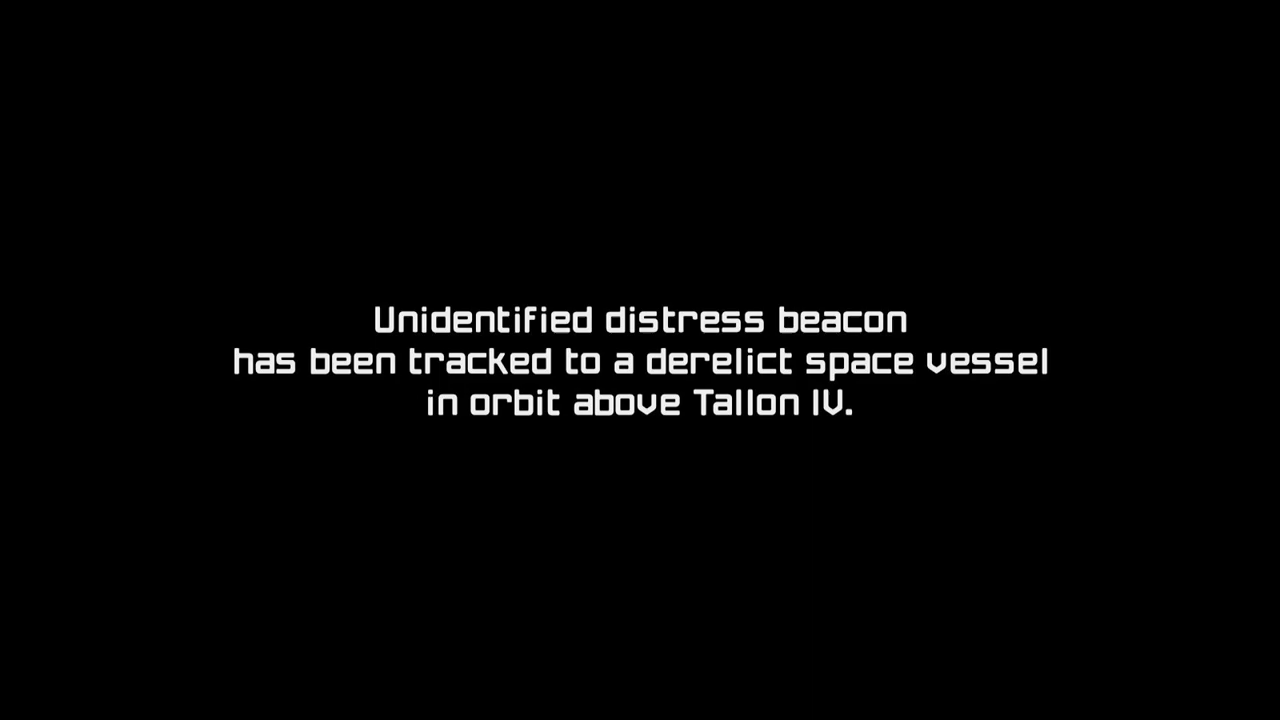 Unidentified distress beacon
has been tracked to a derelict space vessel
in orbit above Tallon IV.